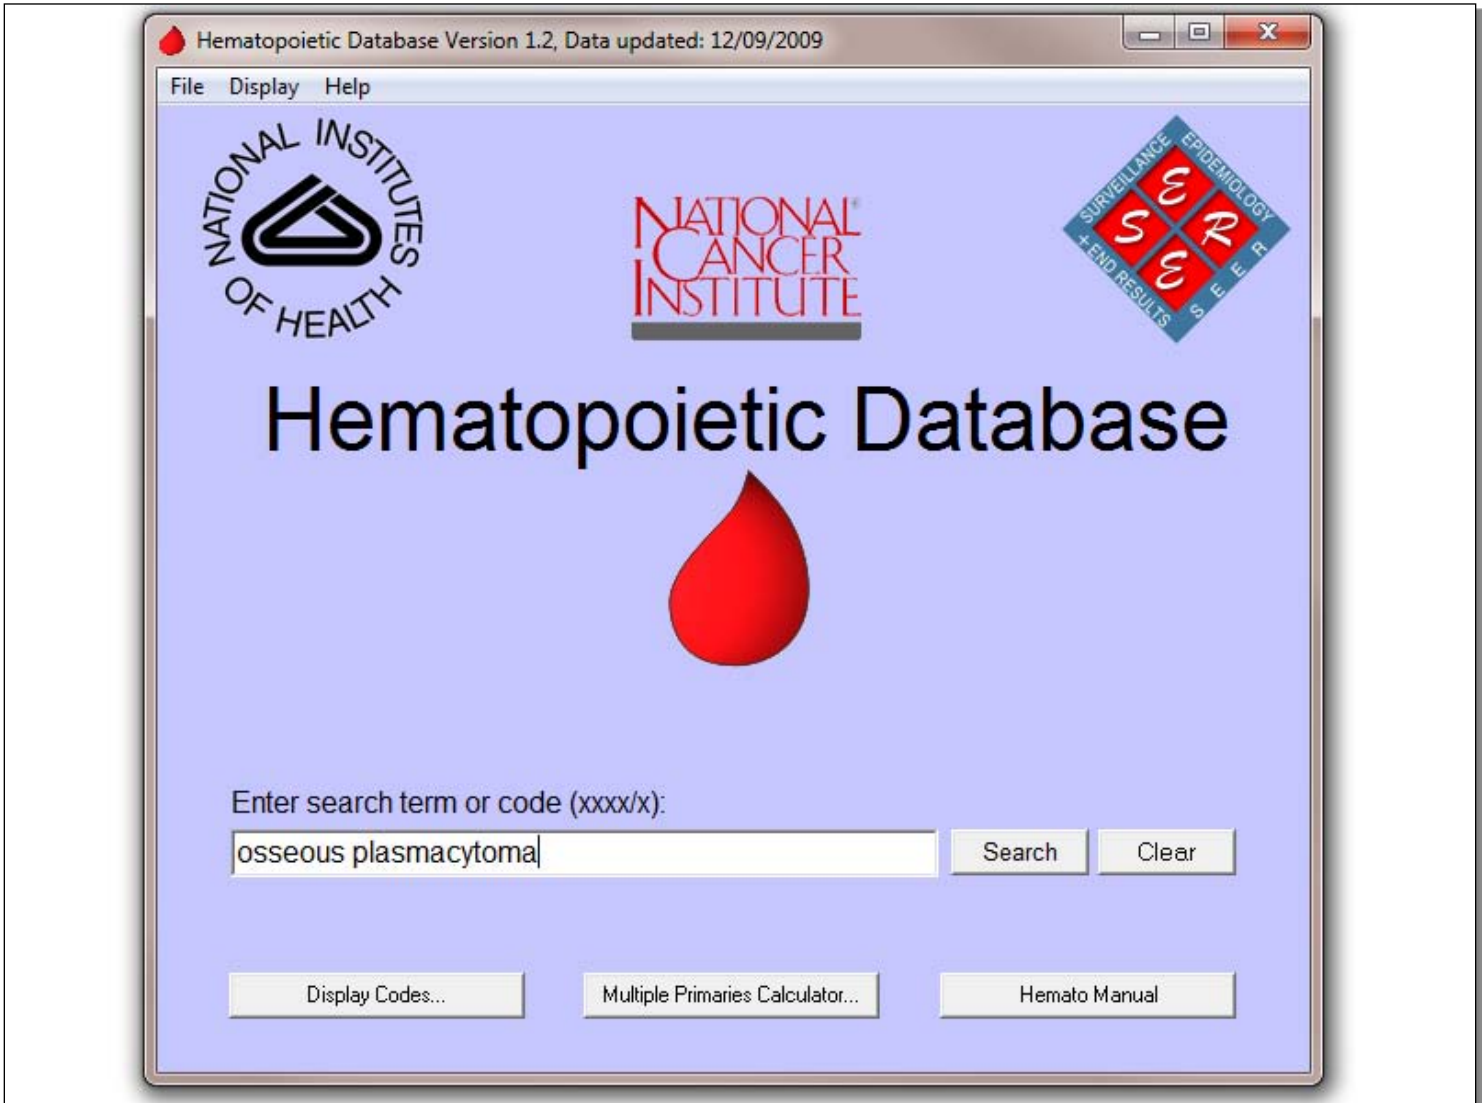 Hematopoietic Database Version 1.2, Data updated: 12/09/2009
File Display Help
NATIONAL INSTITUTES OF HEALTH
NATIONAL
CANCER
INSTITUTE
SURVEILLANCE
EPIDEMIOLOGY
+ END RESULTS
SEER
S E R E
Hematopoietic Database
Enter search term or code (xxxx/x):
osseous plasmacytoma
Search Clear
Display Codes... Multiple Primaries Calculator... Hemato Manual